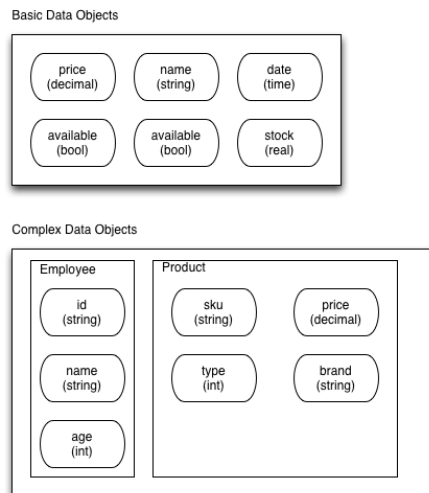 Basic Data Objects
price
(decimal)
name
(string)
date
(time)
available
(bool)
available
(bool)
stock
(real)
Complex Data Objects
Employee
id
(string)
name
(string)
age
(int)
Product
sku
(string)
price
(decimal)
type
(int)
brand
(string)